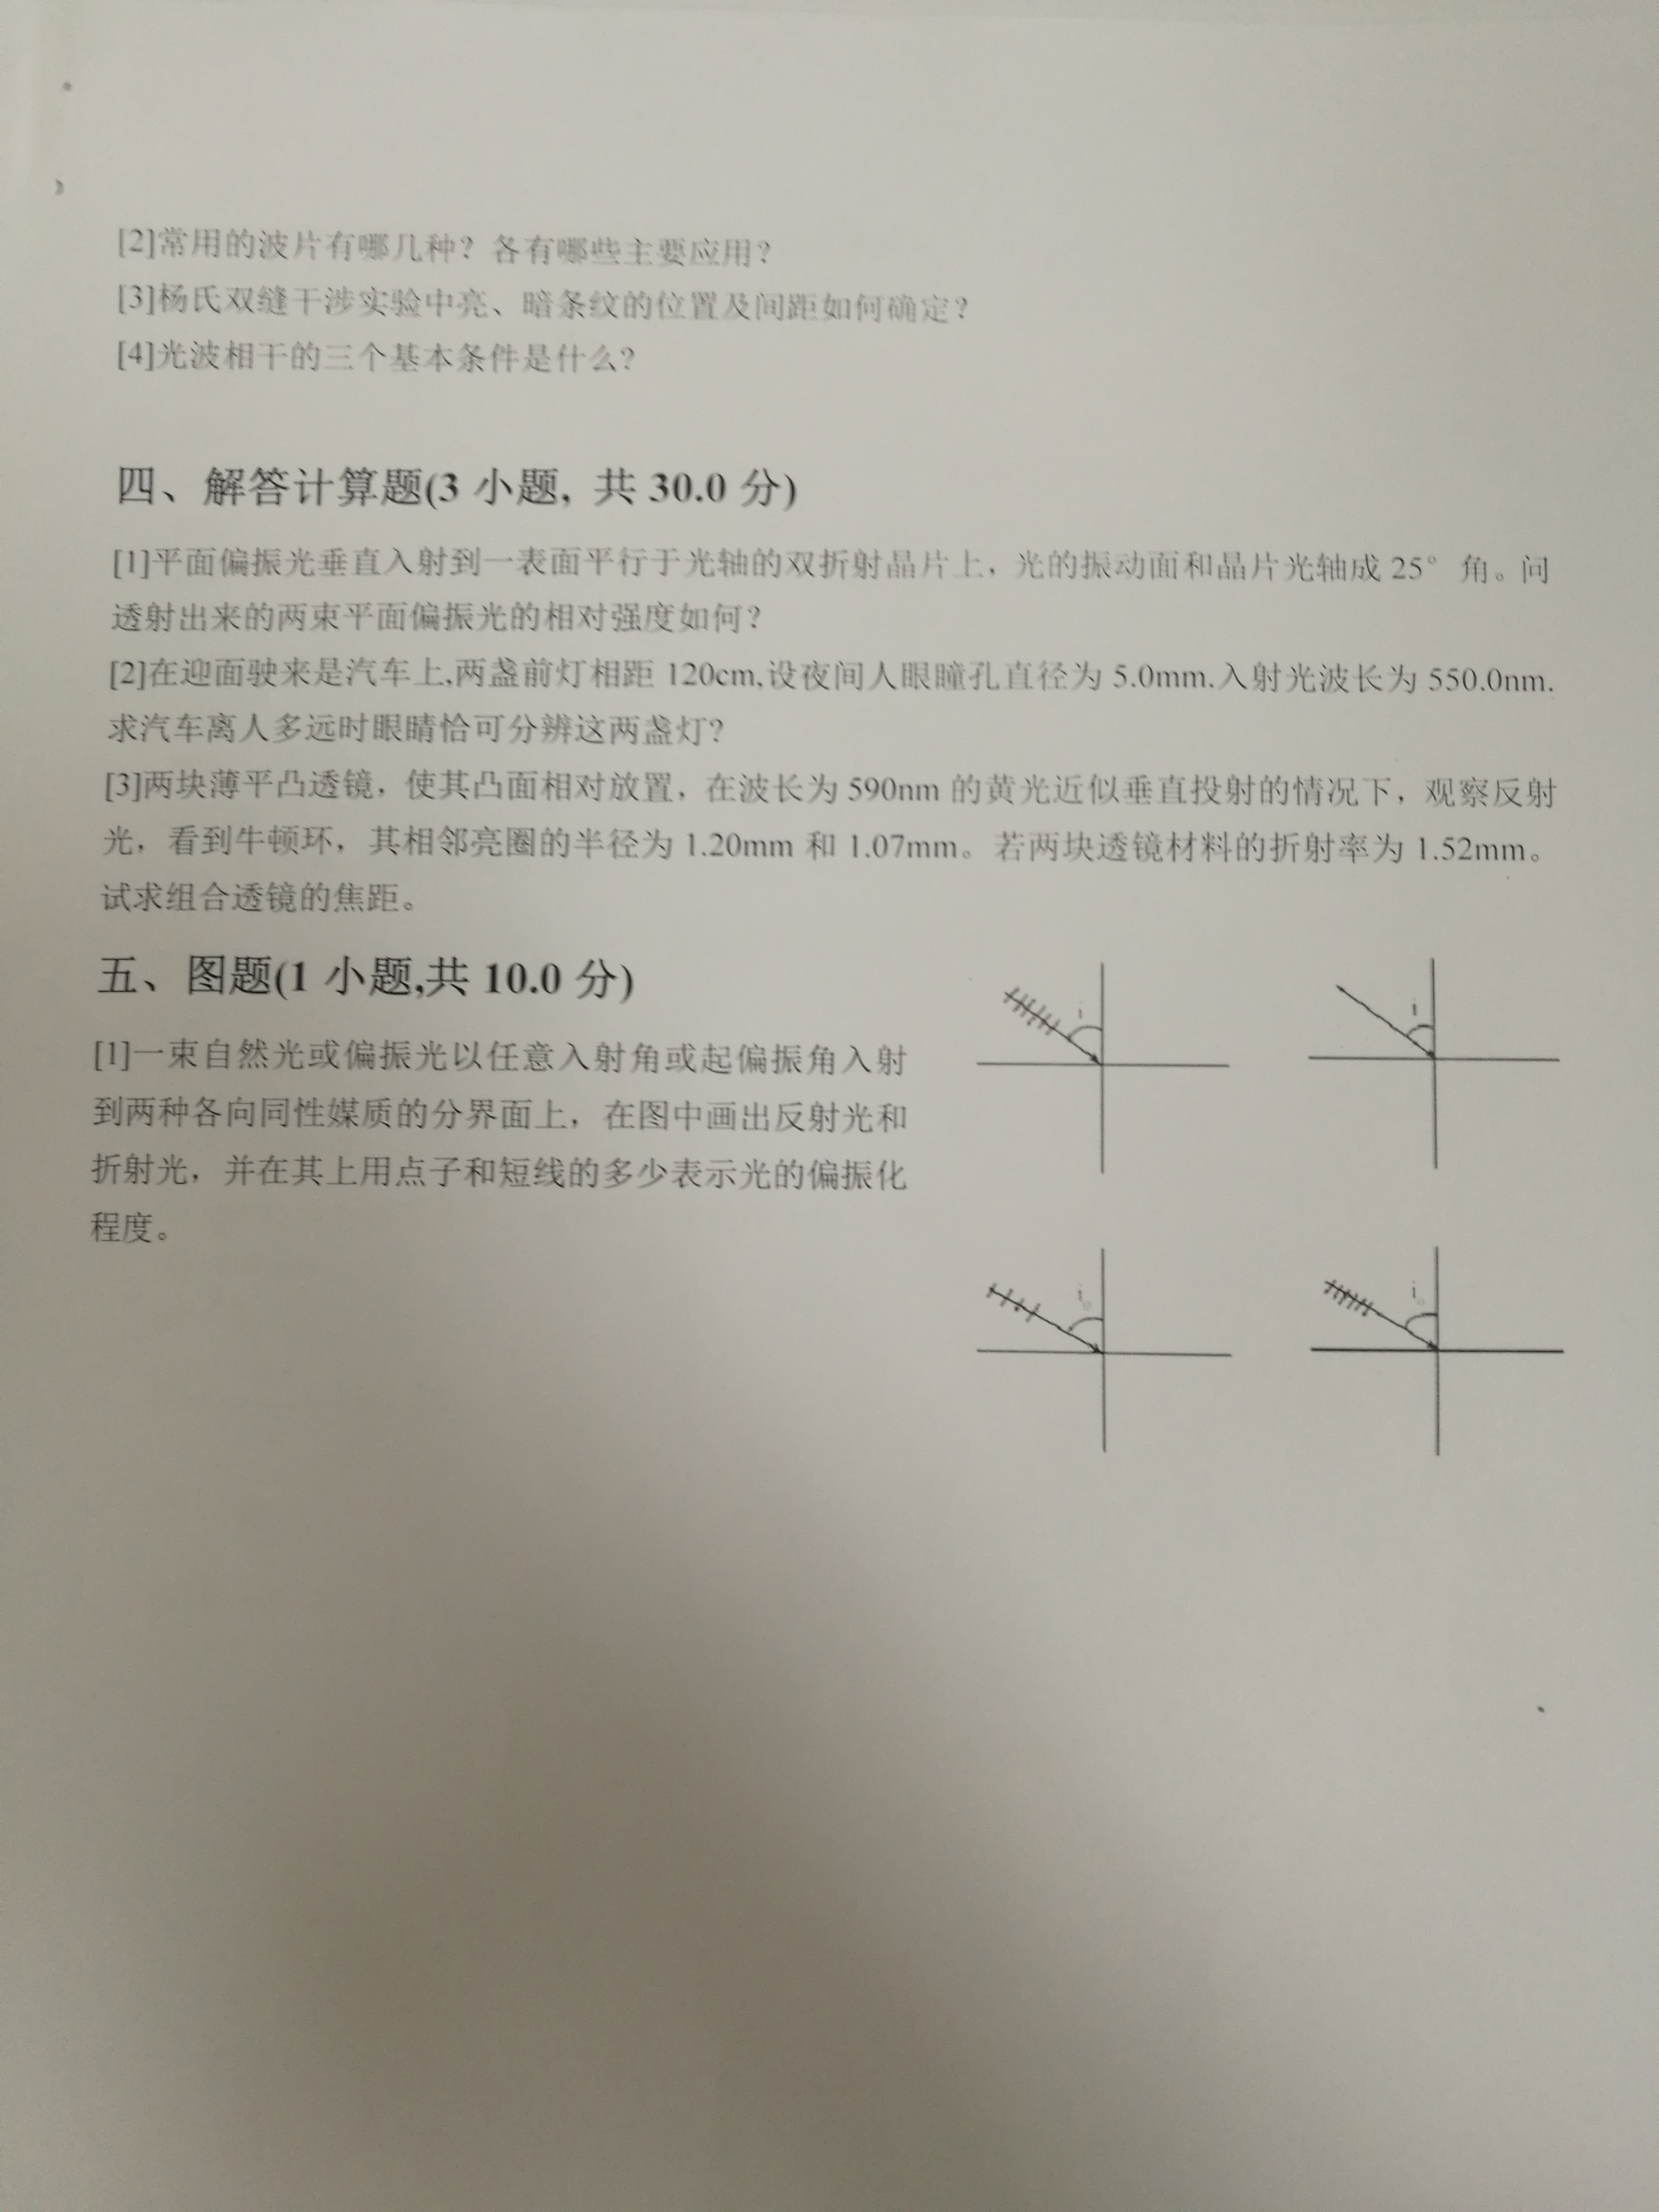 [2]常用的波片有哪几种？各有哪些主要应用？
[3]杨氏双缝干涉实验中亮、暗条纹的位置及间距如何确定？
[4]光波相干的三个基本条件是什么？
四、解答计算题(3 小题, 共 30.0 分)
[1]平面偏振光垂直入射到一表面平行于光轴的双折射晶片上，光的振动面和晶片光轴成 25° 角。问
透射出来的两束平面偏振光的相对强度如何？
[2]在迎面驶来是汽车上,两盏前灯相距 120cm,设夜间人眼瞳孔直径为 5.0mm.入射光波长为 550.0nm.
求汽车离人多远时眼睛恰可分辨这两盏灯？
[3]两块薄平凸透镜，使其凸面相对放置，在波长为 590nm 的黄光近似垂直投射的情况下，观察反射
光，看到牛顿环，其相邻亮圈的半径为 1.20mm 和 1.07mm。若两块透镜材料的折射率为 1.52mm。
试求组合透镜的焦距。
五、图题(1 小题,共 10.0 分)
[1]一束自然光或偏振光以任意入射角或起偏振角入射
到两种各向同性媒质的分界面上，在图中画出反射光和
折射光，并在其上用点子和短线的多少表示光的偏振化
程度。
i
i
i₀
i₀